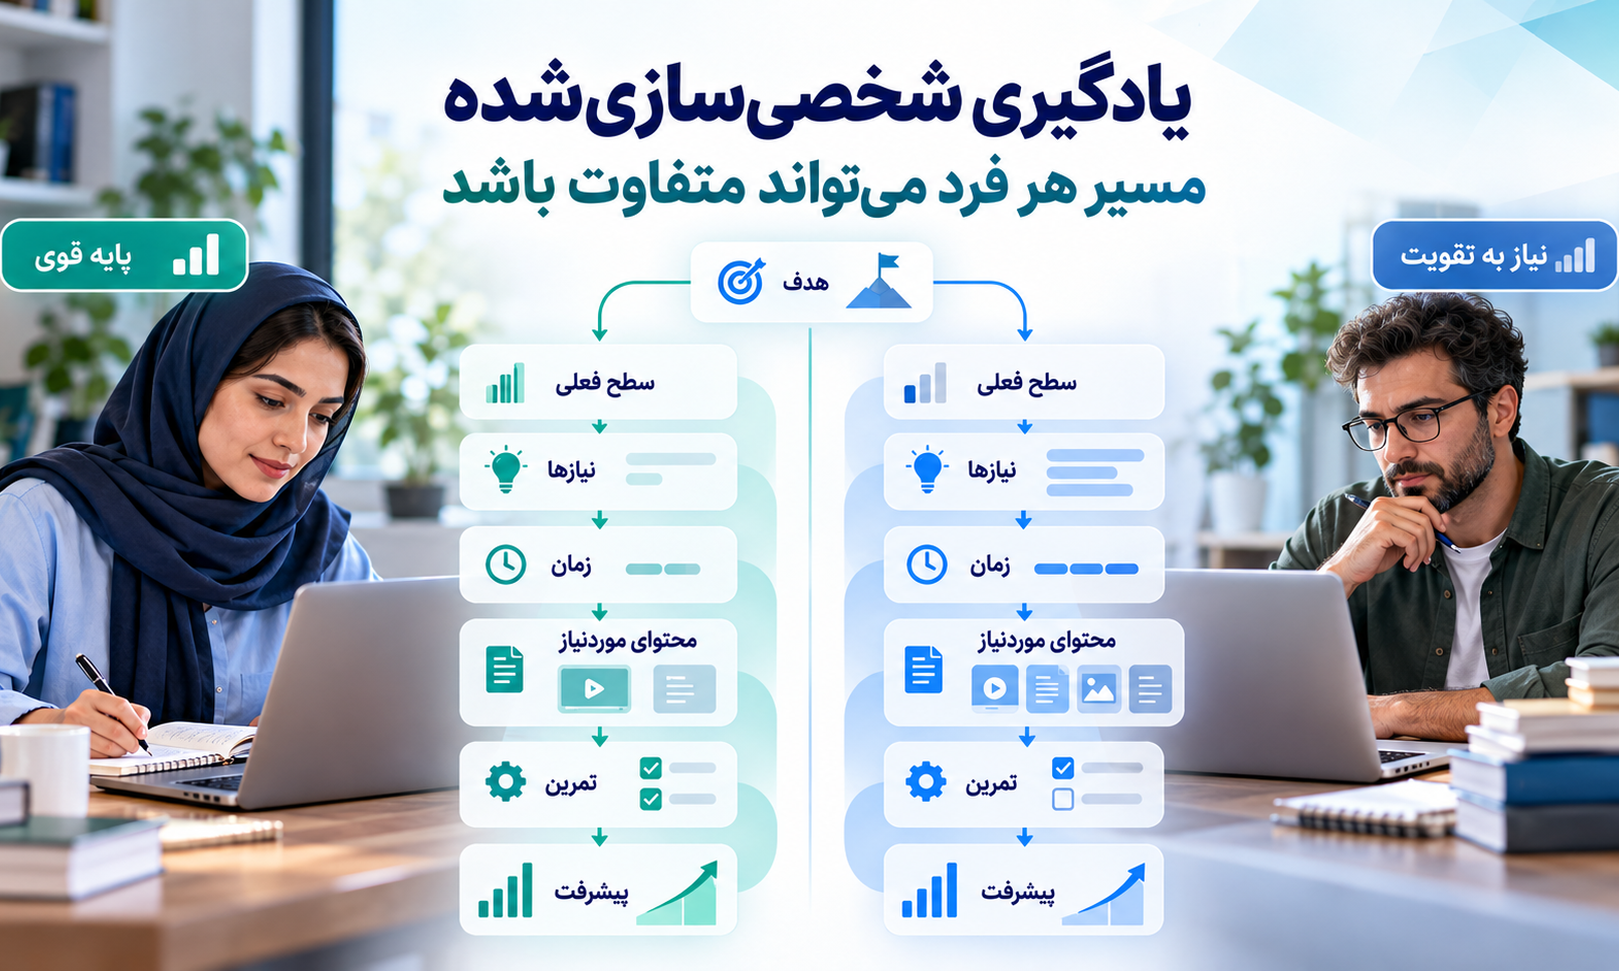 یادگیری شخصی‌سازی‌شده
مسیر هر فرد می‌تواند متفاوت باشد
نیاز به تقویت
پایه قوی
هدف
سطح فعلی
نیازها
زمان
محتوای موردنیاز
تمرین
پیشرفت
سطح فعلی
نیازها
زمان
محتوای موردنیاز
تمرین
پیشرفت